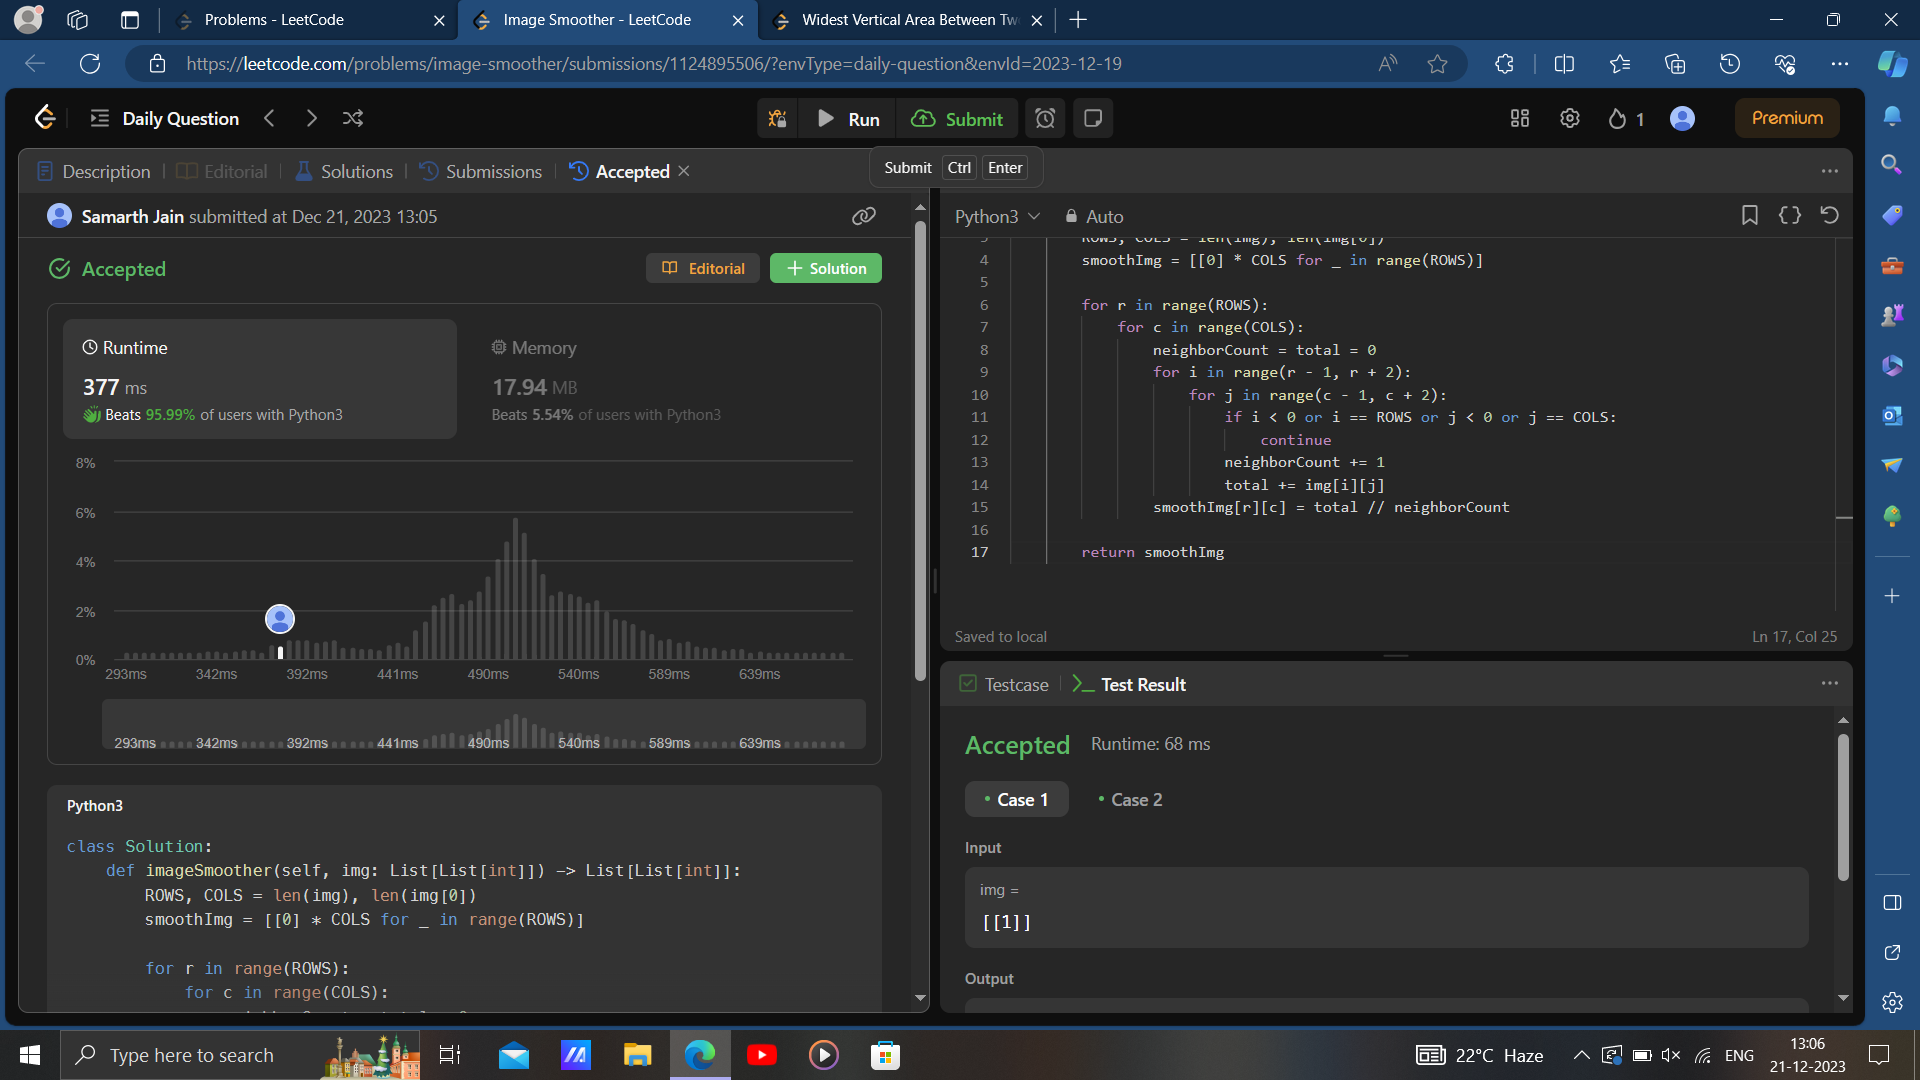 Problems - LeetCode
Image Smoother - LeetCode
Widest Vertical Area Between Tw
https://leetcode.com/problems/image-smoother/submissions/1124895506/?envType=daily-question&envId=2023-12-19
Daily Question
Run
Submit
1
Premium
Description
Editorial
Solutions
Submissions
Accepted
Submit Ctrl Enter
Samarth Jain submitted at Dec 21, 2023 13:05
Accepted
Editorial
Solution
Runtime
377 ms
Beats 95.99% of users with Python3
Memory
17.94 MB
Beats 5.54% of users with Python3
8%
6%
4%
2%
0%
293ms 342ms 392ms 441ms 490ms 540ms 589ms 639ms
293ms 342ms 392ms 441ms 490ms 540ms 589ms 639ms
Python3
class Solution:
def imageSmoother(self, img: List[List[int]]) -> List[List[int]]:
ROWS, COLS = len(img), len(img[0])
smoothImg = [[0] * COLS for _ in range(ROWS)]
for r in range(ROWS):
for c in range(COLS):
Python3
Auto
3 ROWS, COLS = len(img), len(img[0])
4 smoothImg = [[0] * COLS for _ in range(ROWS)]
5
6 for r in range(ROWS):
7 for c in range(COLS):
8 neighborCount = total = 0
9 for i in range(r - 1, r + 2):
10 for j in range(c - 1, c + 2):
11 if i < 0 or i == ROWS or j < 0 or j == COLS:
12 continue
13 neighborCount += 1
14 total += img[i][j]
15 smoothImg[r][c] = total // neighborCount
16
17 return smoothImg
Saved to local
Ln 17, Col 25
Testcase
Test Result
Accepted Runtime: 68 ms
Case 1
Case 2
Input
img =
[[1]]
Output
Type here to search
22°C Haze
ENG
13:06
21-12-2023